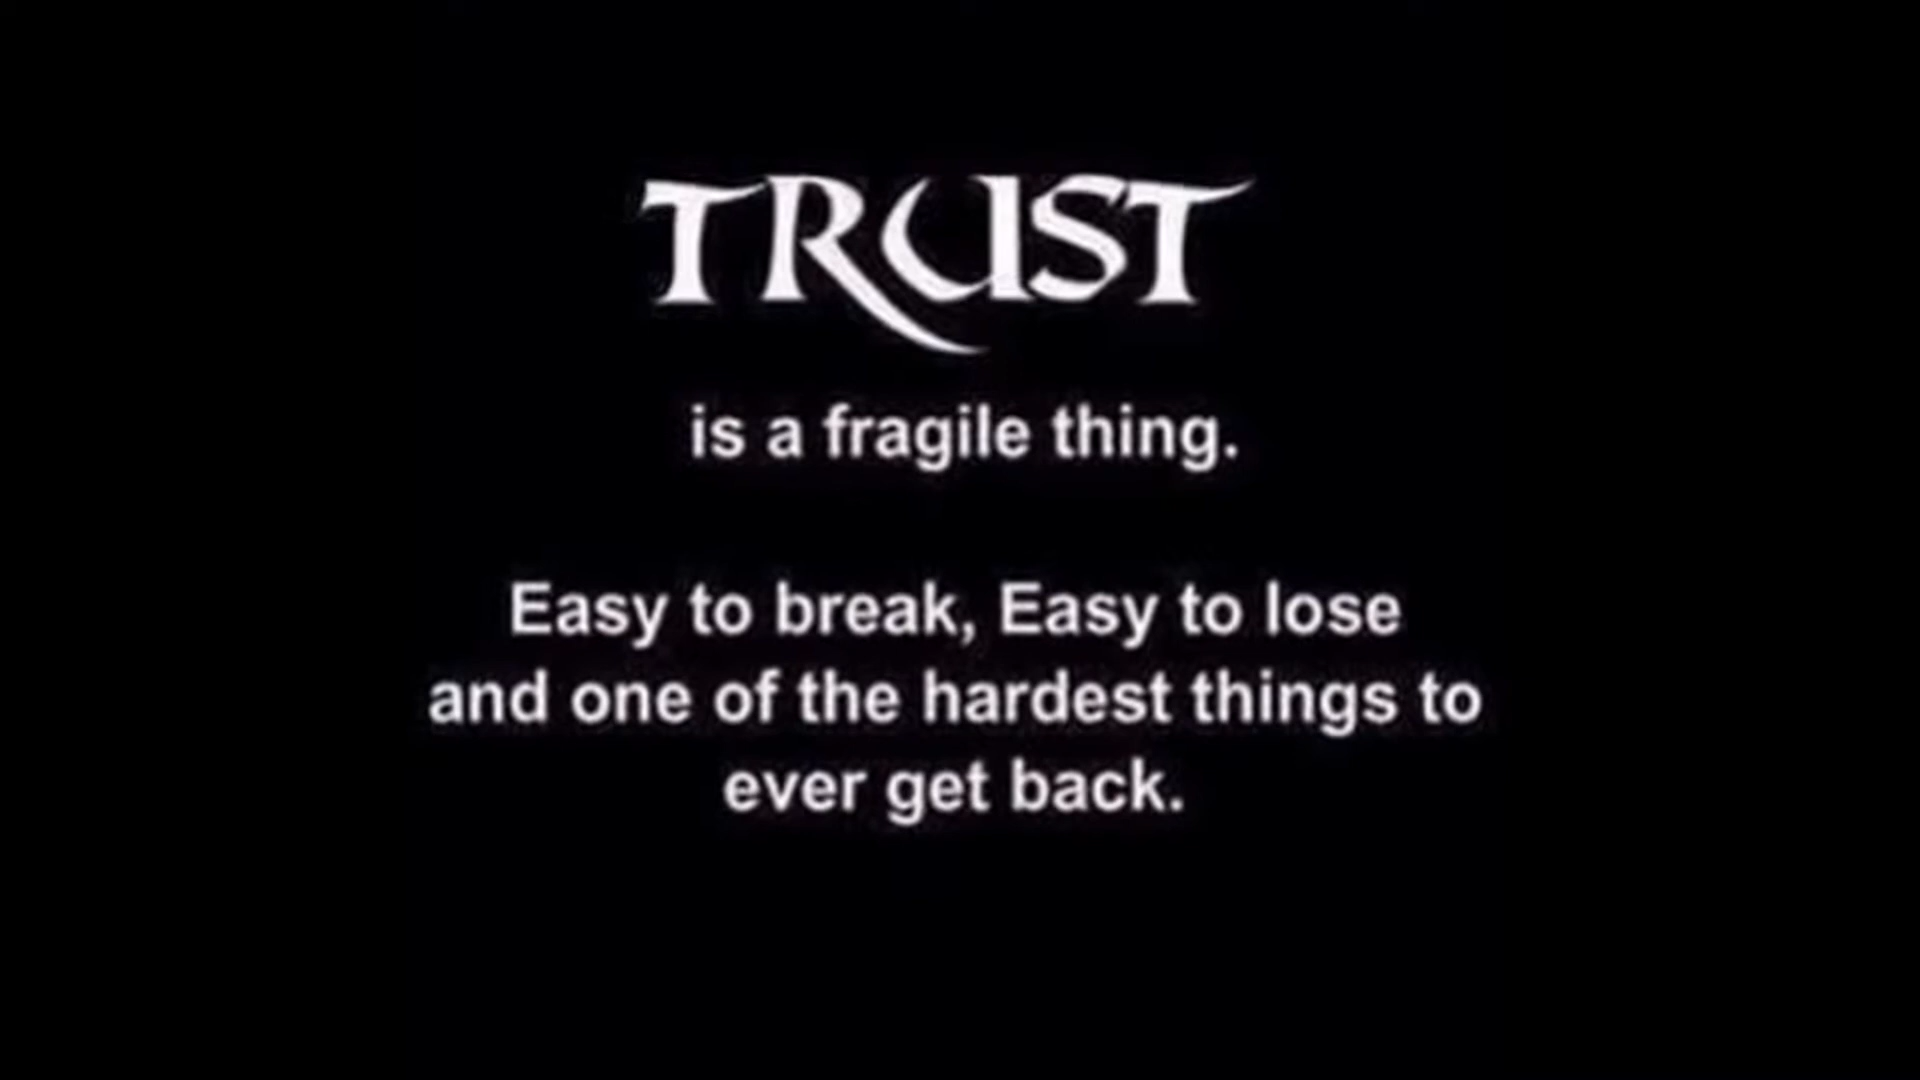 TRUST
is a fragile thing.
Easy to break, Easy to lose
and one of the hardest things to
ever get back.